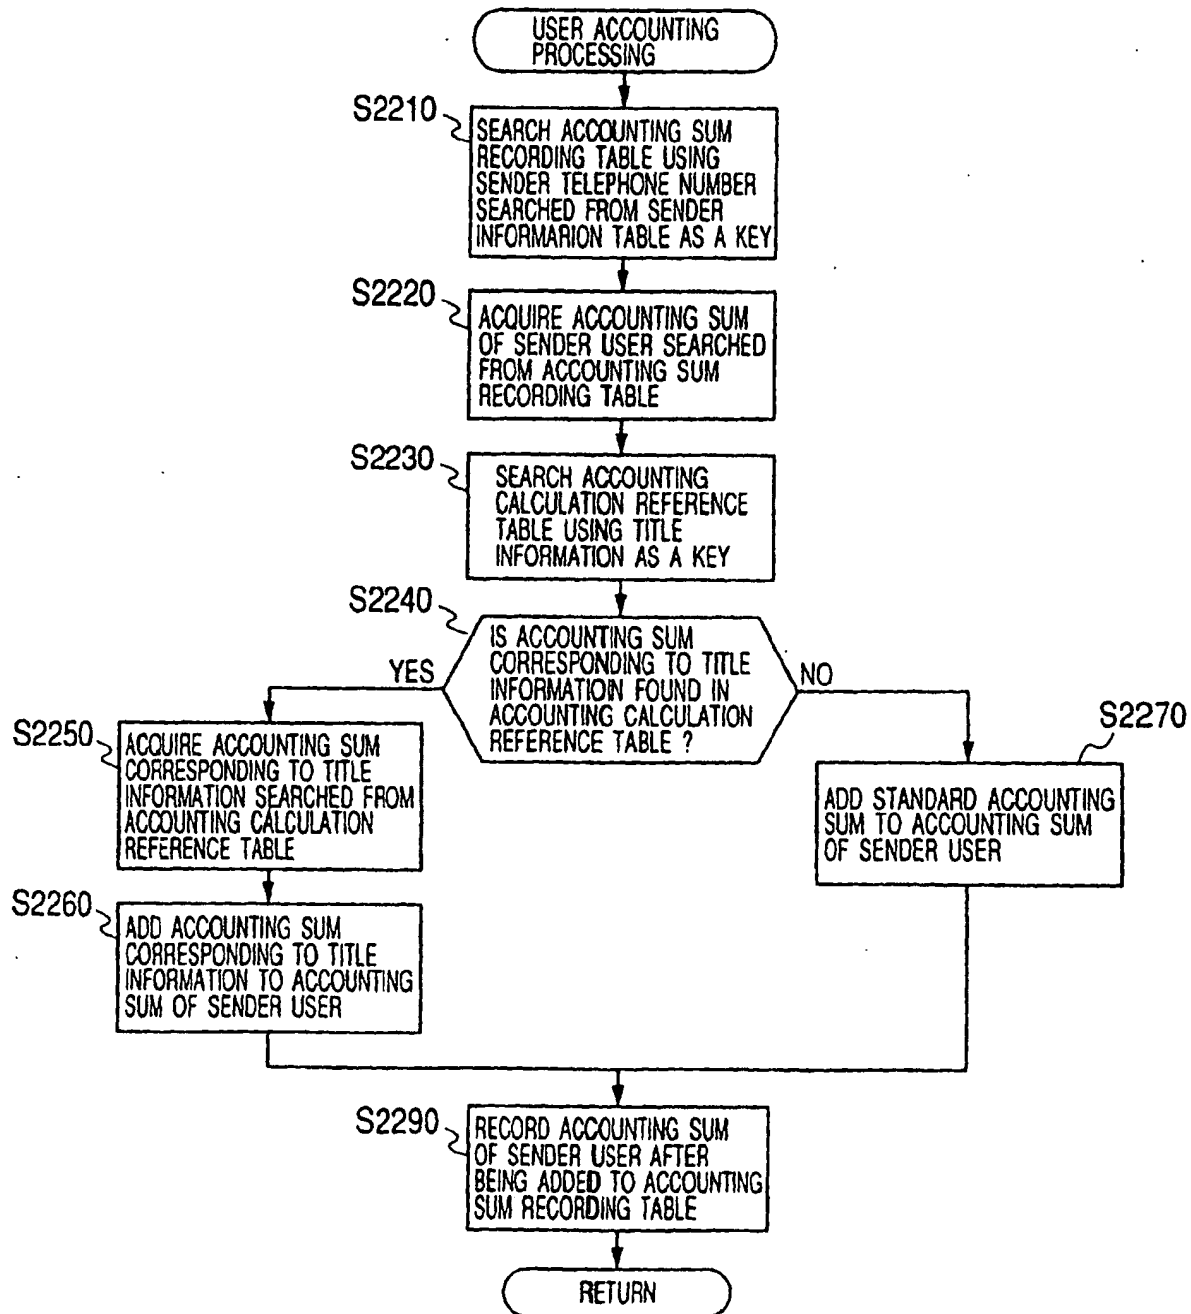 USER ACCOUNTING
PROCESSING
S2210
SEARCH ACCOUNTING SUM
RECORDING TABLE USING
SENDER TELEPHONE NUMBER
SEARCHED FROM SENDER
INFORMARION TABLE AS A KEY
S2220
ACQUIRE ACCOUNTING SUM
OF SENDER USER SEARCHED
FROM ACCOUNTING SUM
RECORDING TABLE
S2230
SEARCH ACCOUNTING
CALCULATION REFERENCE
TABLE USING TITLE
INFORMATION AS A KEY
S2240
IS ACCOUNTING SUM
CORRESPONDING TO TITLE
INFORMATION FOUND IN
ACCOUNTING CALCULATION
REFERENCE TABLE ?
YES
NO
S2250
ACQUIRE ACCOUNTING SUM
CORRESPONDING TO TITLE
INFORMATION SEARCHED FROM
ACCOUNTING CALCULATION
REFERENCE TABLE
S2270
ADD STANDARD ACCOUNTING
SUM TO ACCOUNTING SUM
OF SENDER USER
S2260
ADD ACCOUNTING SUM
CORRESPONDING TO TITLE
INFORMATION TO ACCOUNTING
SUM OF SENDER USER
S2290
RECORD ACCOUNTING SUM
OF SENDER USER AFTER
BEING ADDED TO ACCOUNTING
SUM RECORDING TABLE
RETURN